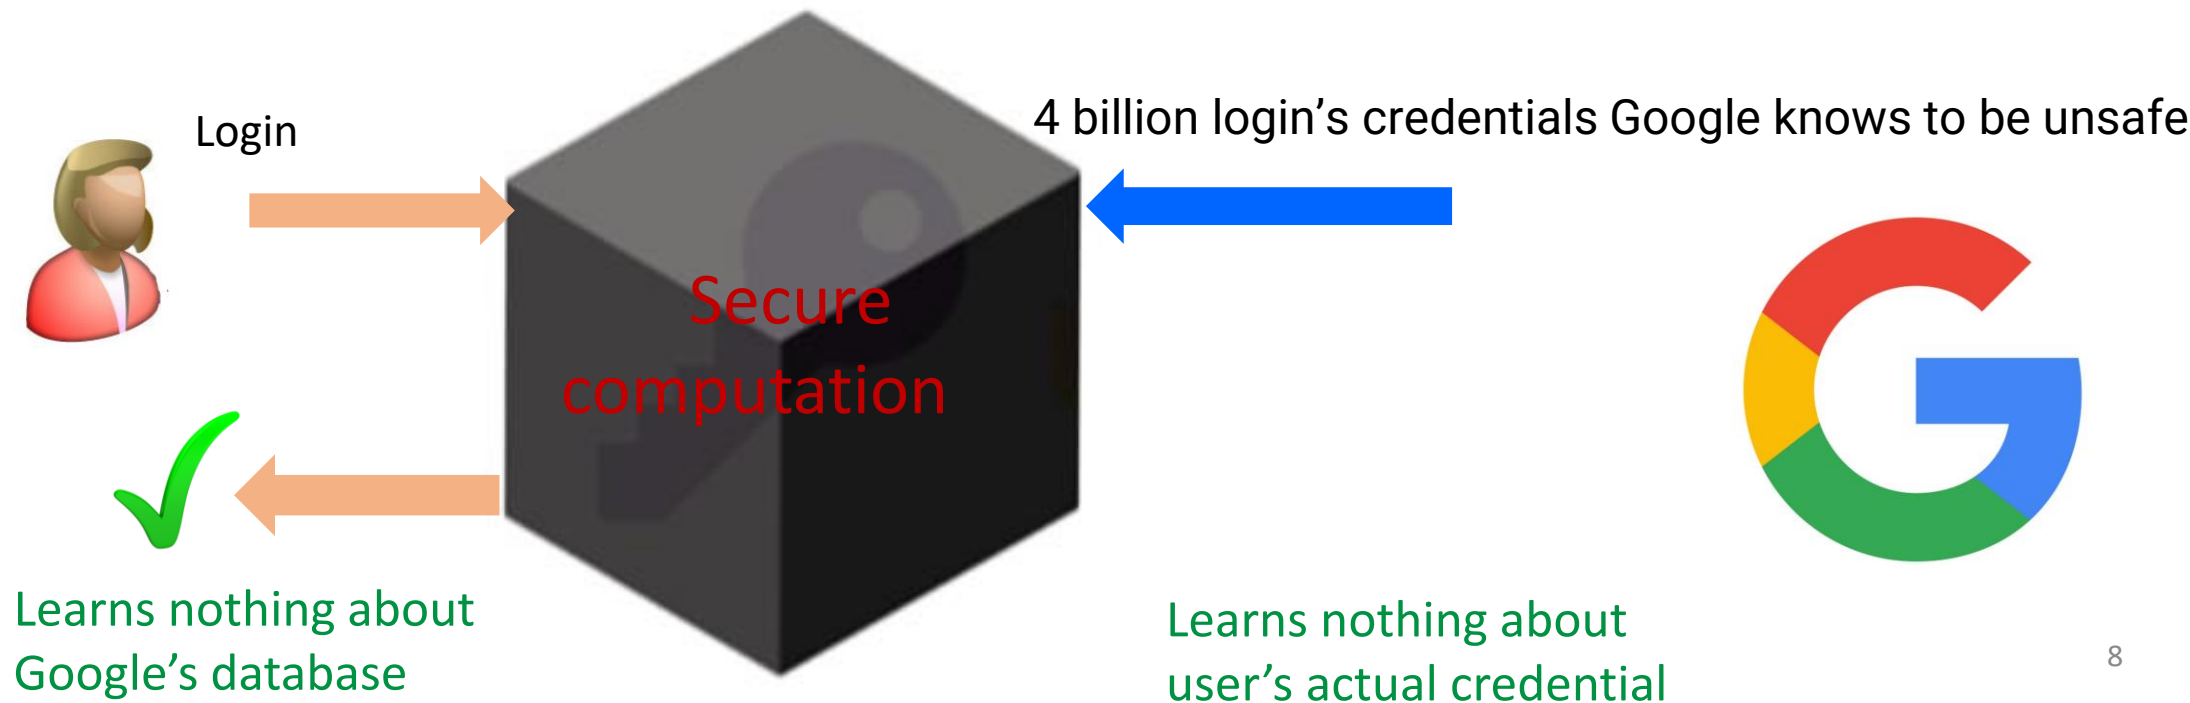 Login
4 billion login’s credentials Google knows to be unsafe
Secure
computation
Learns nothing about
Google’s database
Learns nothing about
user’s actual credential
8